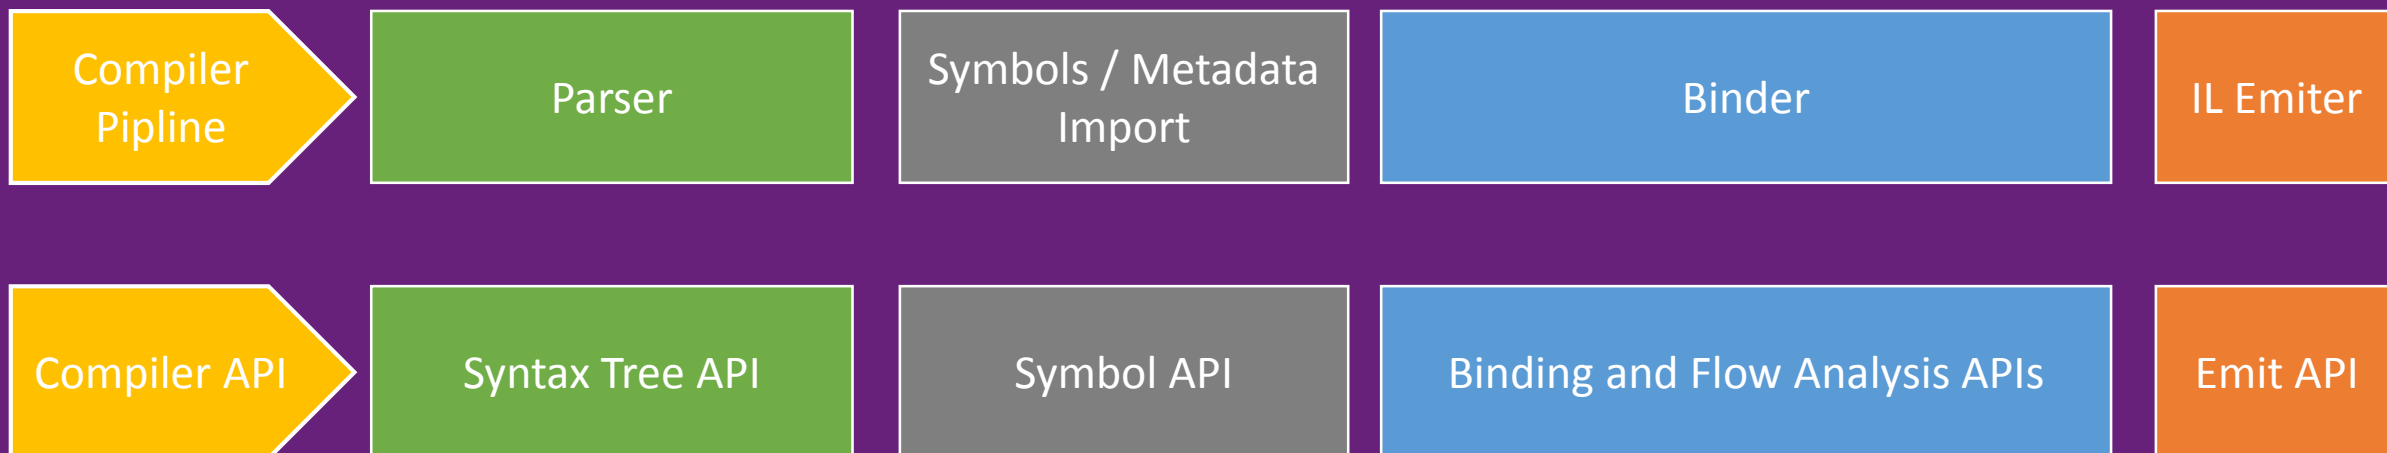 Compiler
Pipline
Parser
Symbols / Metadata
Import
Binder
IL Emiter
Compiler API
Syntax Tree API
Symbol API
Binding and Flow Analysis APIs
Emit API